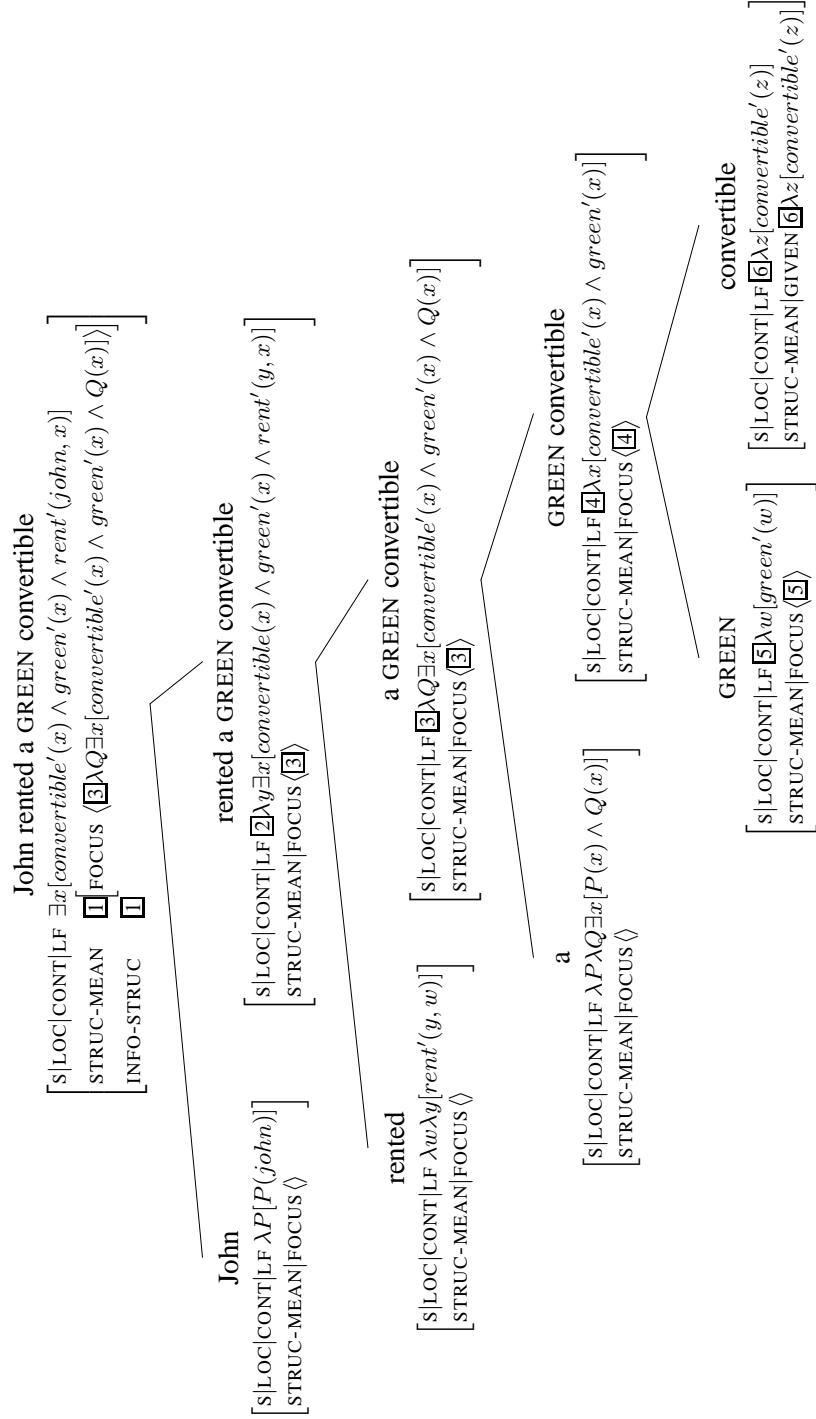 John rented a GREEN convertible
S|LOC|CONT|LF ∃x[convertible′(x) ∧ green′(x) ∧ rent′(john, x)]
STRUC-MEAN [1][FOCUS ⟨[3]λQ∃x[convertible′(x) ∧ green′(x) ∧ Q(x)]⟩]
INFO-STRUC [1]
John
S|LOC|CONT|LF λP[P(john)]
STRUC-MEAN|FOCUS⟨⟩
rented a GREEN convertible
S|LOC|CONT|LF [2]λy∃x[convertible(x) ∧ green′(x) ∧ rent′(y, x)]
STRUC-MEAN|FOCUS⟨[3]⟩
rented
S|LOC|CONT|LF λwλy[rent′(y, w)]
STRUC-MEAN|FOCUS⟨⟩
a GREEN convertible
S|LOC|CONT|LF [3]λQ∃x[convertible′(x) ∧ green′(x) ∧ Q(x)]
STRUC-MEAN|FOCUS⟨[3]⟩
a
S|LOC|CONT|LF λPλQ∃x[P(x) ∧ Q(x)]
STRUC-MEAN|FOCUS⟨⟩
GREEN convertible
S|LOC|CONT|LF [4]λx[convertible′(x) ∧ green′(x)]
STRUC-MEAN|FOCUS⟨[4]⟩
GREEN
S|LOC|CONT|LF [5]λw[green′(w)]
STRUC-MEAN|FOCUS⟨[5]⟩
convertible
S|LOC|CONT|LF [6]λz[convertible′(z)]
STRUC-MEAN|GIVEN [6]λz[convertible′(z)]